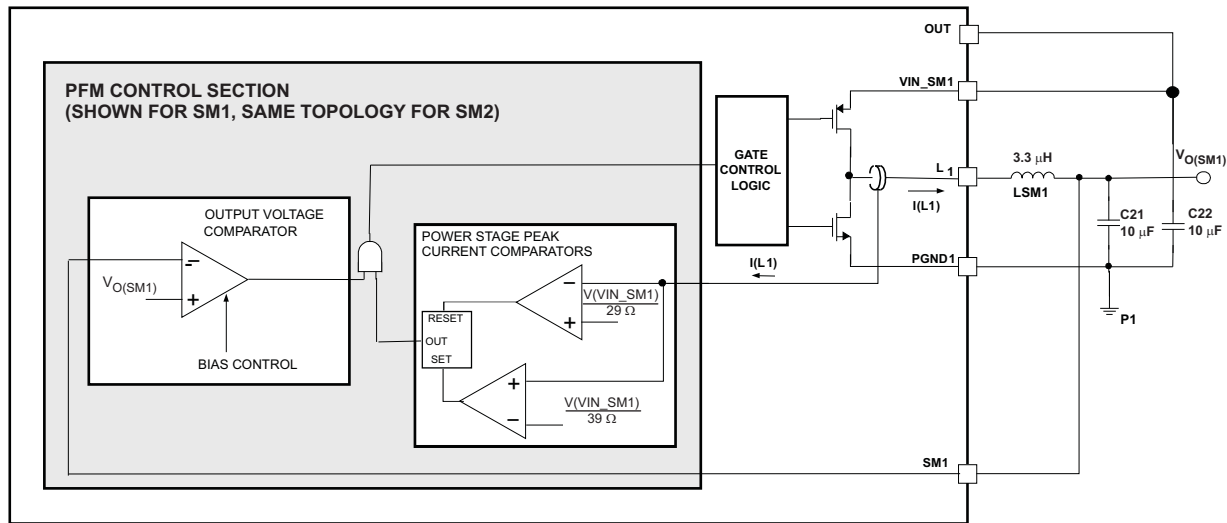 OUT
PFM CONTROL SECTION
(SHOWN FOR SM1, SAME TOPOLOGY FOR SM2)
VIN_SM1
GATE
CONTROL
LOGIC
L1
3.3 μH
LSM1
VO(SM1)
I(L1)
C21
10 μF
C22
10 μF
OUTPUT VOLTAGE
COMPARATOR
POWER STAGE PEAK
CURRENT COMPARATORS
I(L1)
PGND1
P1
-
VO(SM1)
+
BIAS CONTROL
RESET
OUT
SET
-
V(VIN_SM1)
29 Ω
+
+
-
V(VIN_SM1)
39 Ω
SM1